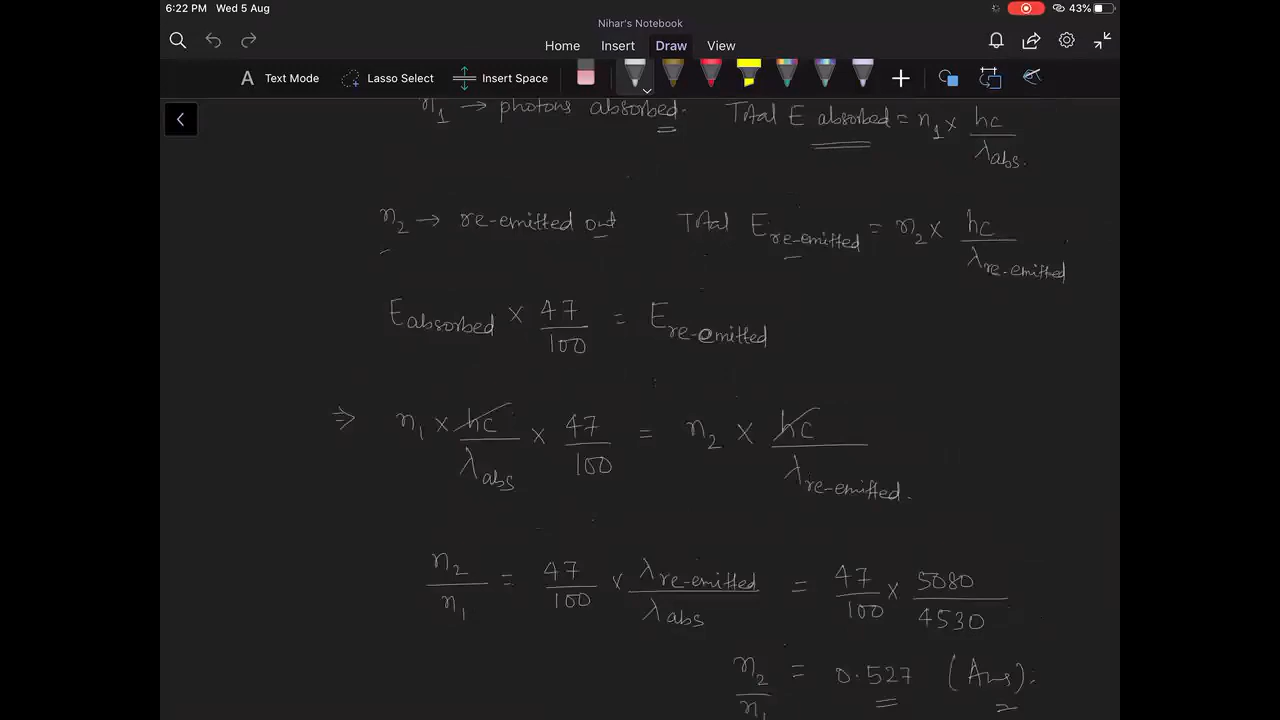 6:22 PM Wed 5 Aug 43%
Nihar's Notebook
Home Insert Draw View
A Text Mode Lasso Select Insert Space
n₁ → photons absorbed. Total E absorbed = n₁ × hc/λabs.
n₂ → re-emitted out Total E re-emitted = n₂ × hc/λre-emitted
E absorbed × 47/100 = E re-emitted
⇒ n₁ × hc/λabs × 47/100 = n₂ × hc/λre-emitted.
n₂/n₁ = 47/100 × λre-emitted/λabs = 47/100 × 5080/4530
n₂/n₁ = 0.527 (Ans).